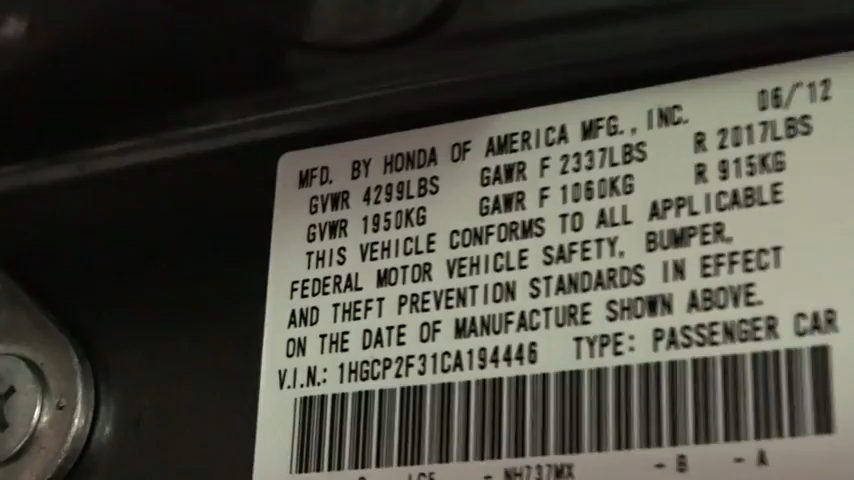 MFD. BY HONDA OF AMERICA MFG., INC. 06/12
GVWR 4299LBS GAWR F 2337LBS R 2017LBS
GVWR 1950KG GAWR F 1060KG R 915KG
THIS VEHICLE CONFORMS TO ALL APPLICABLE
FEDERAL MOTOR VEHICLE SAFETY, BUMPER,
AND THEFT PREVENTION STANDARDS IN EFFECT
ON THE DATE OF MANUFACTURE SHOWN ABOVE.
V.I.N.: 1HGCP2F31CA194446 TYPE: PASSENGER CAR
NH737MX - B - A